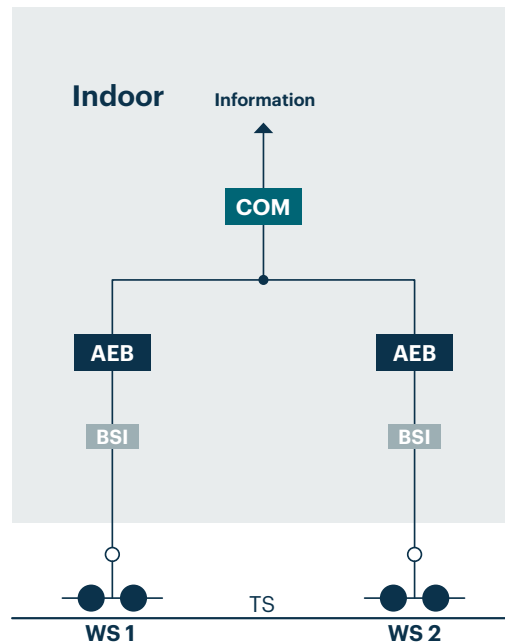 Indoor
Information
COM
AEB
AEB
BSI
BSI
TS
WS 1
WS 2